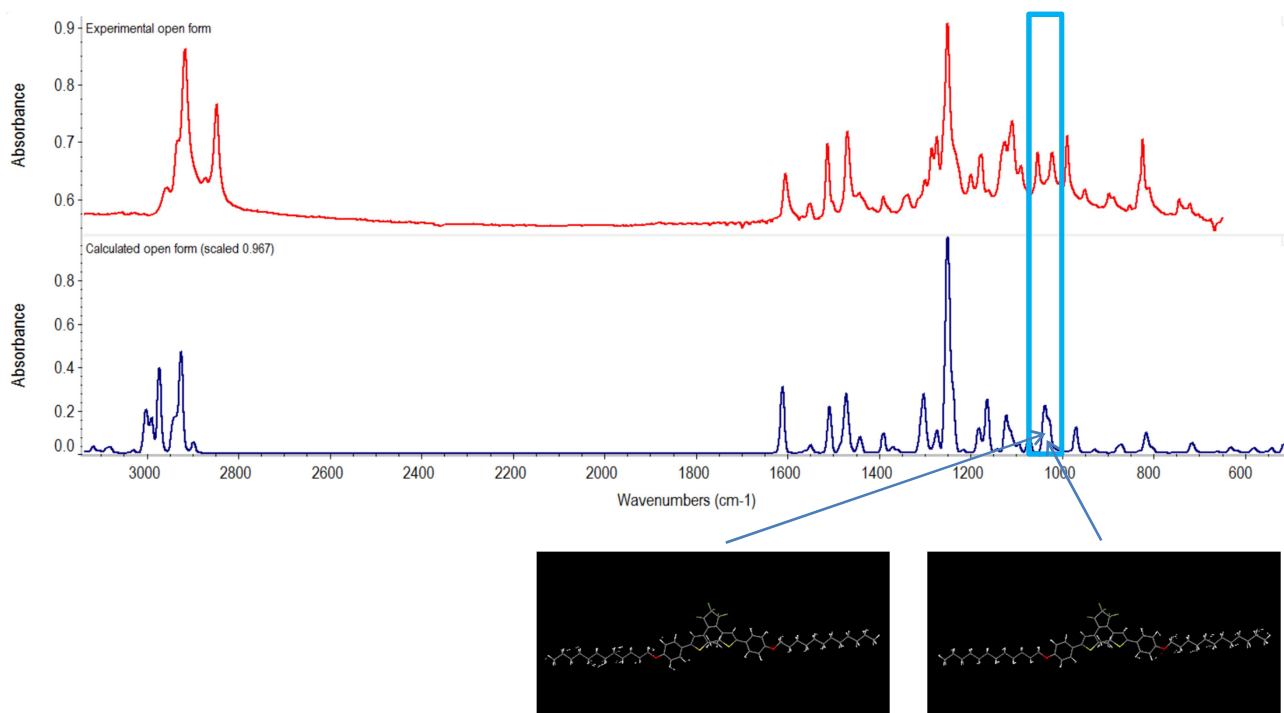 Experimental open form
0.9
0.8
0.7
0.6
Absorbance
Calculated open form (scaled 0.967)
0.8
0.6
0.4
0.2
0.0
Absorbance
3000 2800 2600 2400 2200 2000 1800 1600 1400 1200 1000 800 600
Wavenumbers (cm-1)